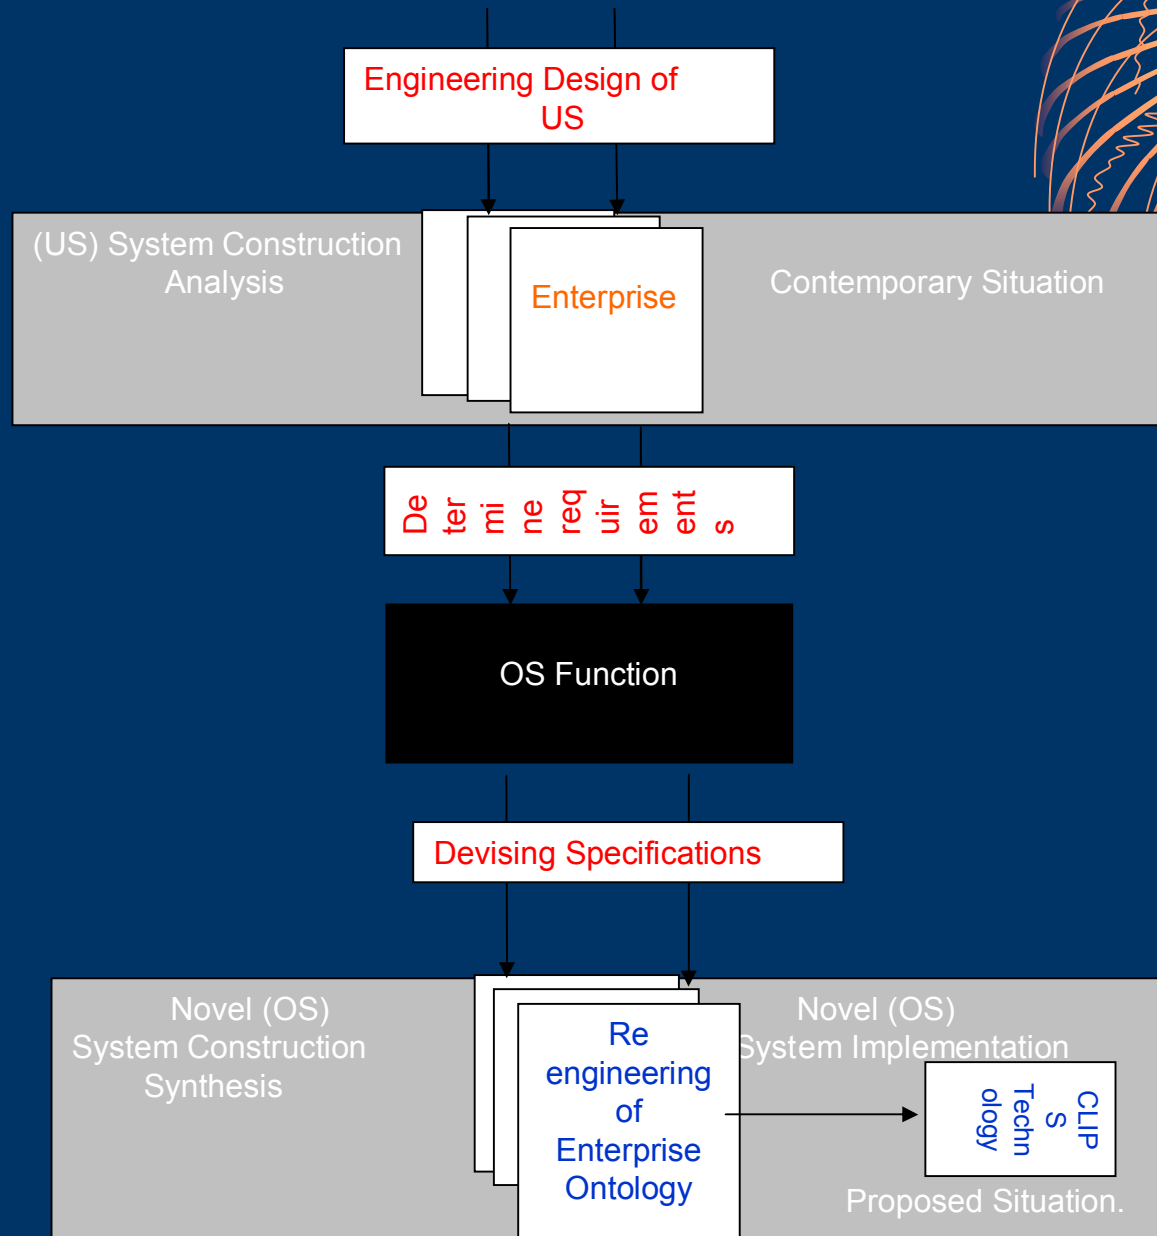 Engineering Design of
US
(US) System Construction
Analysis
Enterprise
Contemporary Situation
De
ter
mi
ne
req
uir
em
ent
s
OS Function
Devising Specifications
Novel (OS)
System Construction
Synthesis
Re
engineering
of
Enterprise
Ontology
Novel (OS)
System Implementation
CLIP
S
Techn
ology
Proposed Situation.